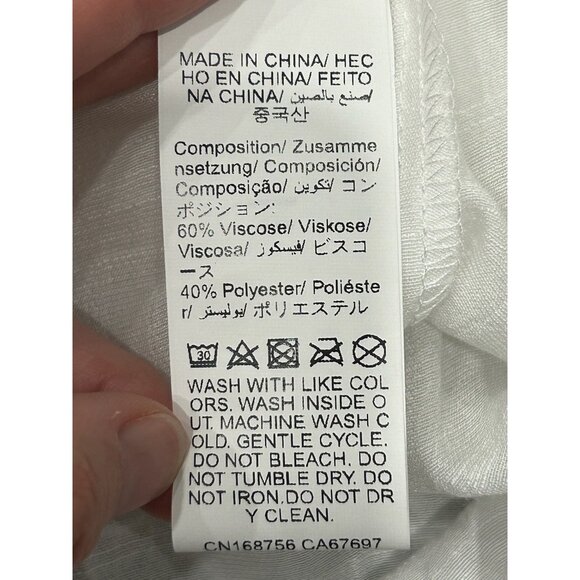 MADE IN CHINA/ HEC
HO EN CHINA/ FEITO
NA CHINA/ صنع بالصين/
중국산
Composition/ Zusamme
nsetzung/ Composición/
Composição/ تكوين/ コン
ポジション:
60% Viscose/ Viskose/
Viscosa/ فيسكوز/ ビスコ
ース
40% Polyester/ Poliéste
r/ بوليستر/ ポリエステル
30
WASH WITH LIKE COL
ORS. WASH INSIDE O
UT. MACHINE WASH C
OLD. GENTLE CYCLE.
DO NOT BLEACH. DO
NOT TUMBLE DRY. DO
NOT IRON.DO NOT DR
Y CLEAN.
CN168756 CA67697